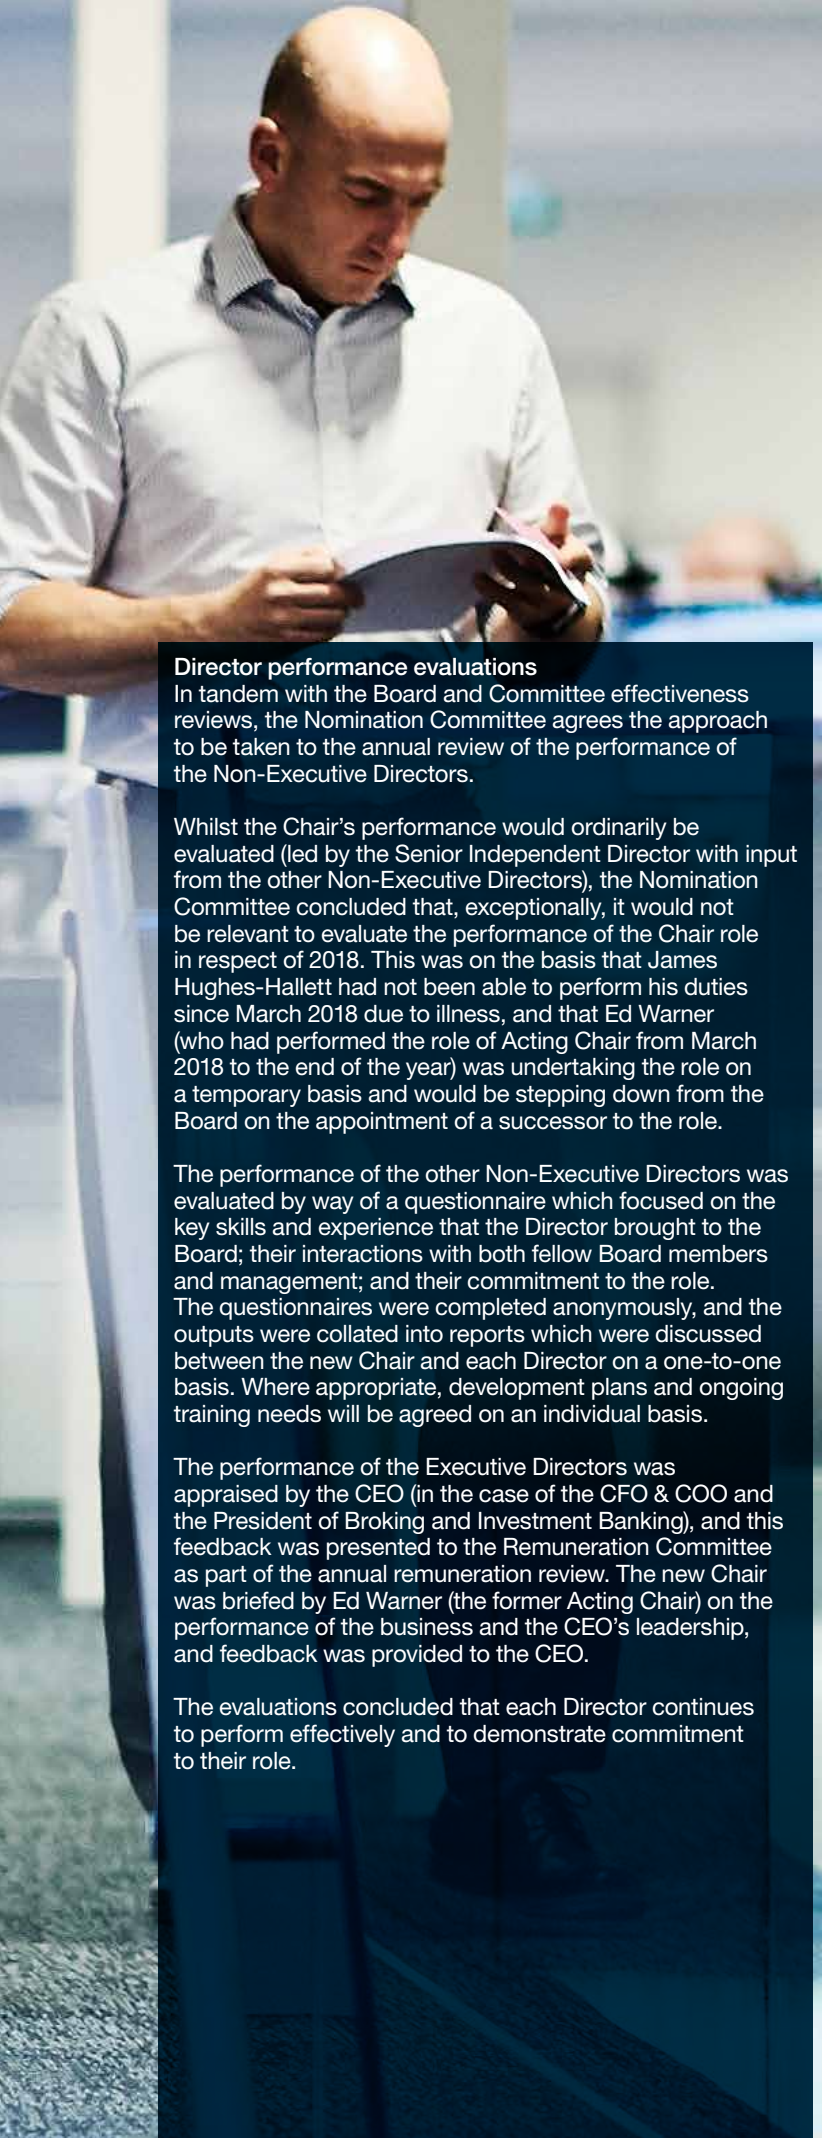 Director performance evaluations
In tandem with the Board and Committee effectiveness
reviews, the Nomination Committee agrees the approach
to be taken to the annual review of the performance of
the Non-Executive Directors.
Whilst the Chair’s performance would ordinarily be
evaluated (led by the Senior Independent Director with input
from the other Non-Executive Directors), the Nomination
Committee concluded that, exceptionally, it would not
be relevant to evaluate the performance of the Chair role
in respect of 2018. This was on the basis that James
Hughes-Hallett had not been able to perform his duties
since March 2018 due to illness, and that Ed Warner
(who had performed the role of Acting Chair from March
2018 to the end of the year) was undertaking the role on
a temporary basis and would be stepping down from the
Board on the appointment of a successor to the role.
The performance of the other Non-Executive Directors was
evaluated by way of a questionnaire which focused on the
key skills and experience that the Director brought to the
Board; their interactions with both fellow Board members
and management; and their commitment to the role.
The questionnaires were completed anonymously, and the
outputs were collated into reports which were discussed
between the new Chair and each Director on a one-to-one
basis. Where appropriate, development plans and ongoing
training needs will be agreed on an individual basis.
The performance of the Executive Directors was
appraised by the CEO (in the case of the CFO & COO and
the President of Broking and Investment Banking), and this
feedback was presented to the Remuneration Committee
as part of the annual remuneration review. The new Chair
was briefed by Ed Warner (the former Acting Chair) on the
performance of the business and the CEO’s leadership,
and feedback was provided to the CEO.
The evaluations concluded that each Director continues
to perform effectively and to demonstrate commitment
to their role.